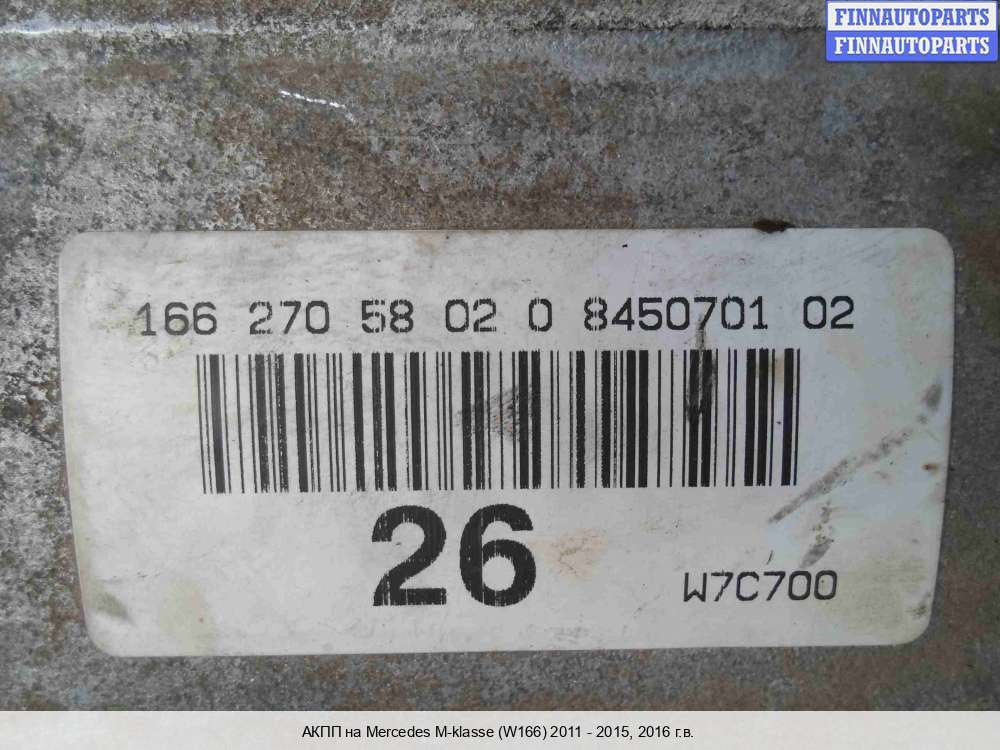 FINNAUTOPARTS
FINNAUTOPARTS
166 270 58 02 0 8450701 02
26
W7C700
АКПП на Mercedes M-klasse (W166) 2011 - 2015, 2016 г.в.